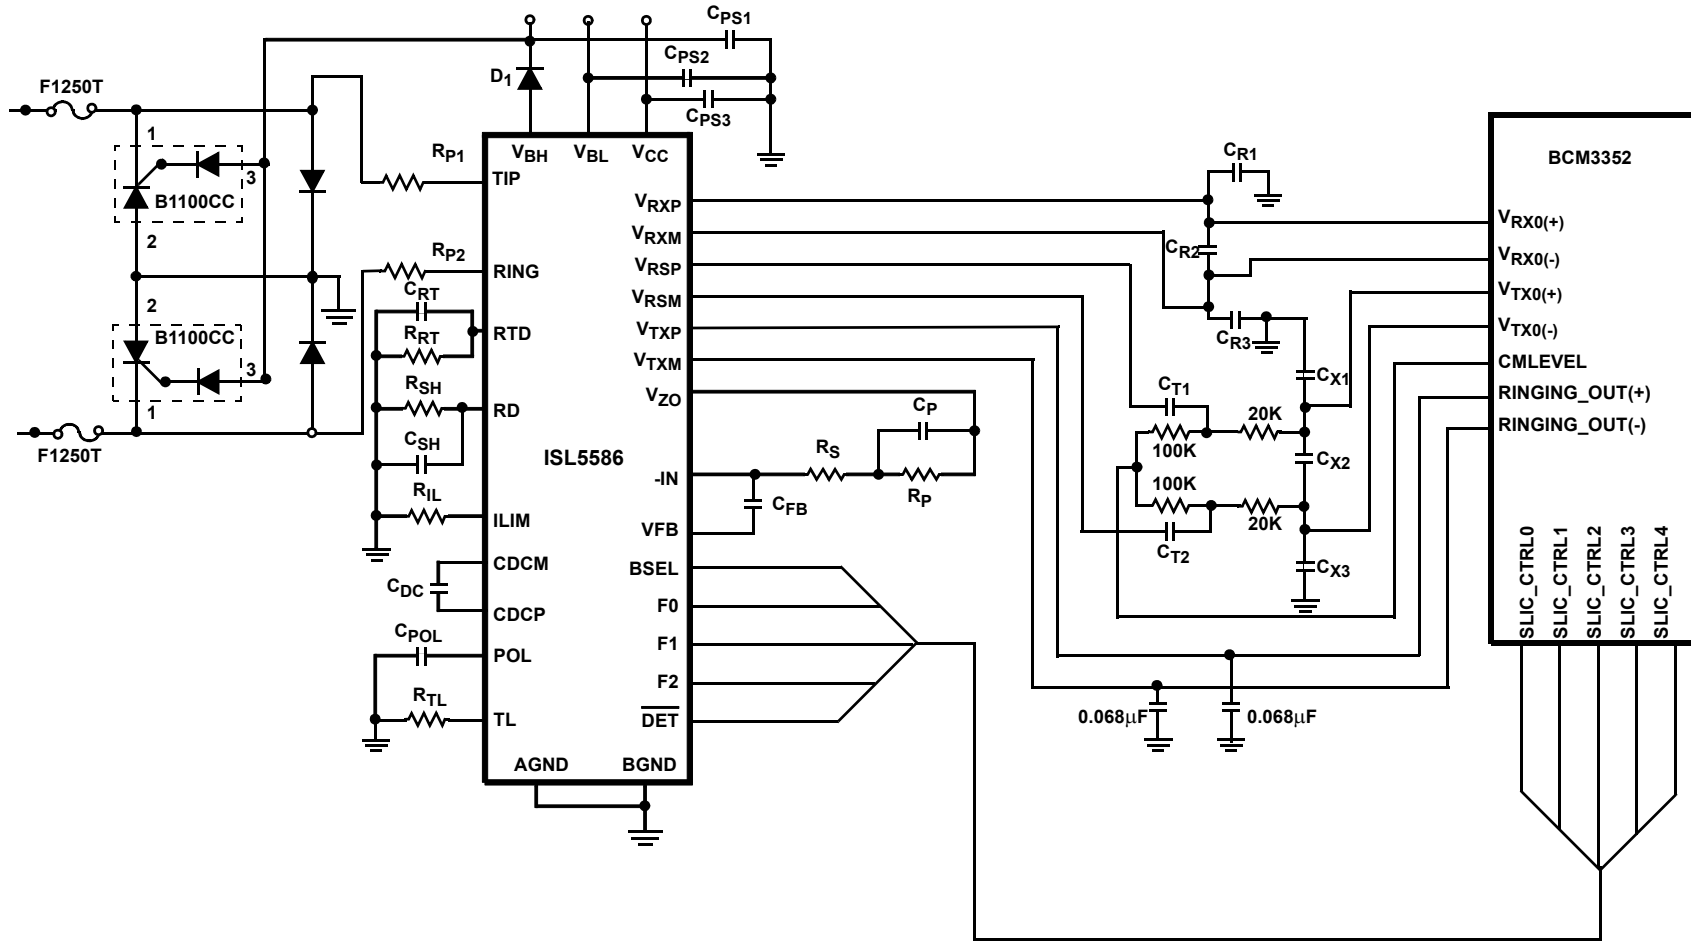 CPS1
CPS2
CPS3
D1
F1250T
1
3
B1100CC
2
2
B1100CC
3
1
F1250T
RP1
RP2
CRT
RRT
RSH
CSH
RIL
CDC
CPOL
RTL
VBH VBL VCC
TIP
RING
RTD
RD
ILIM
CDCM
CDCP
POL
TL
ISL5586
AGND BGND
VRXP
VRXM
VRSP
VRSM
VTXP
VTXM
VZO
-IN
VFB
BSEL
F0
F1
F2
DET
CP
RS
RP
CFB
CR1
CR2
CR3
CX1
CT1
20K
100K
CX2
100K
20K
CT2
CX3
0.068μF
0.068μF
BCM3352
VRX0(+)
VRX0(-)
VTX0(+)
VTX0(-)
CMLEVEL
RINGING_OUT(+)
RINGING_OUT(-)
SLIC_CTRL0
SLIC_CTRL1
SLIC_CTRL2
SLIC_CTRL3
SLIC_CTRL4